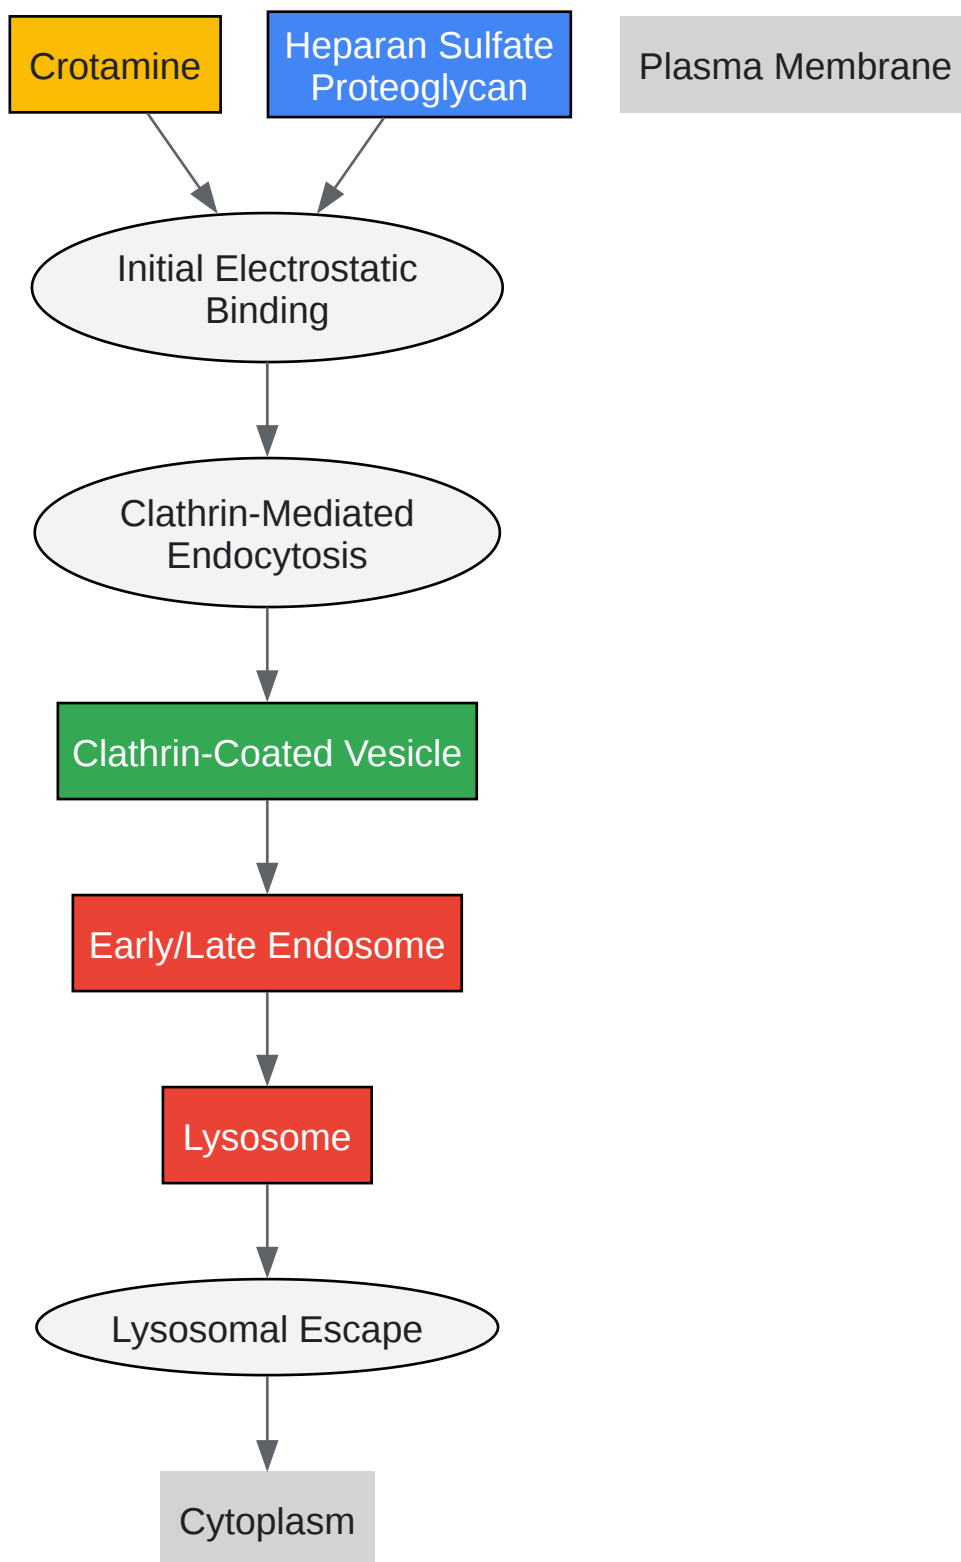 Crotamine
Heparan Sulfate
Proteoglycan
Plasma Membrane
Initial Electrostatic
Binding
Clathrin-Mediated
Endocytosis
Clathrin-Coated Vesicle
Early/Late Endosome
Lysosome
Lysosomal Escape
Cytoplasm